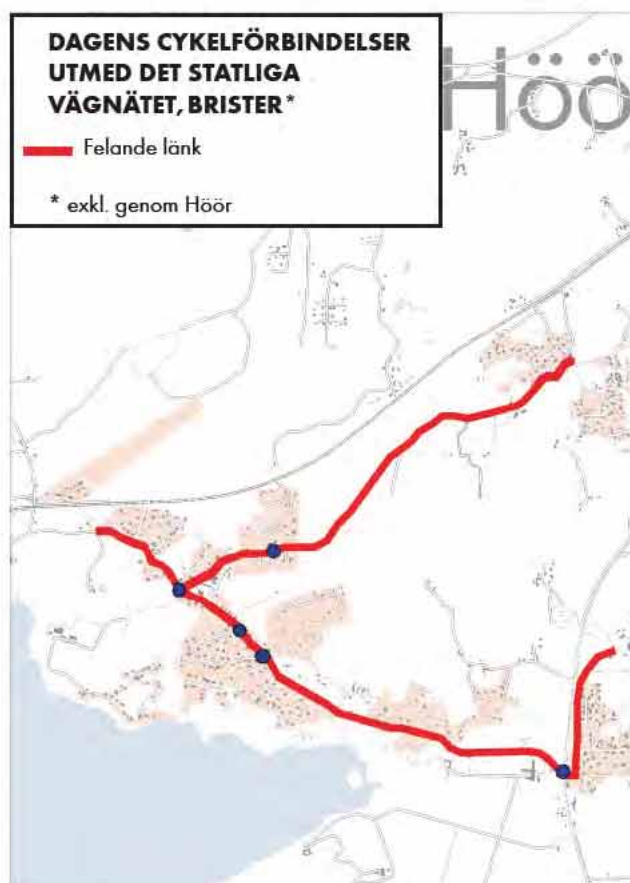 DAGENS CYKELFÖRBINDELSER
UTMED DET STATLIGA
VÄGNÄTET, BRISTER*
Felande länk
* exkl. genom Höör
Höö